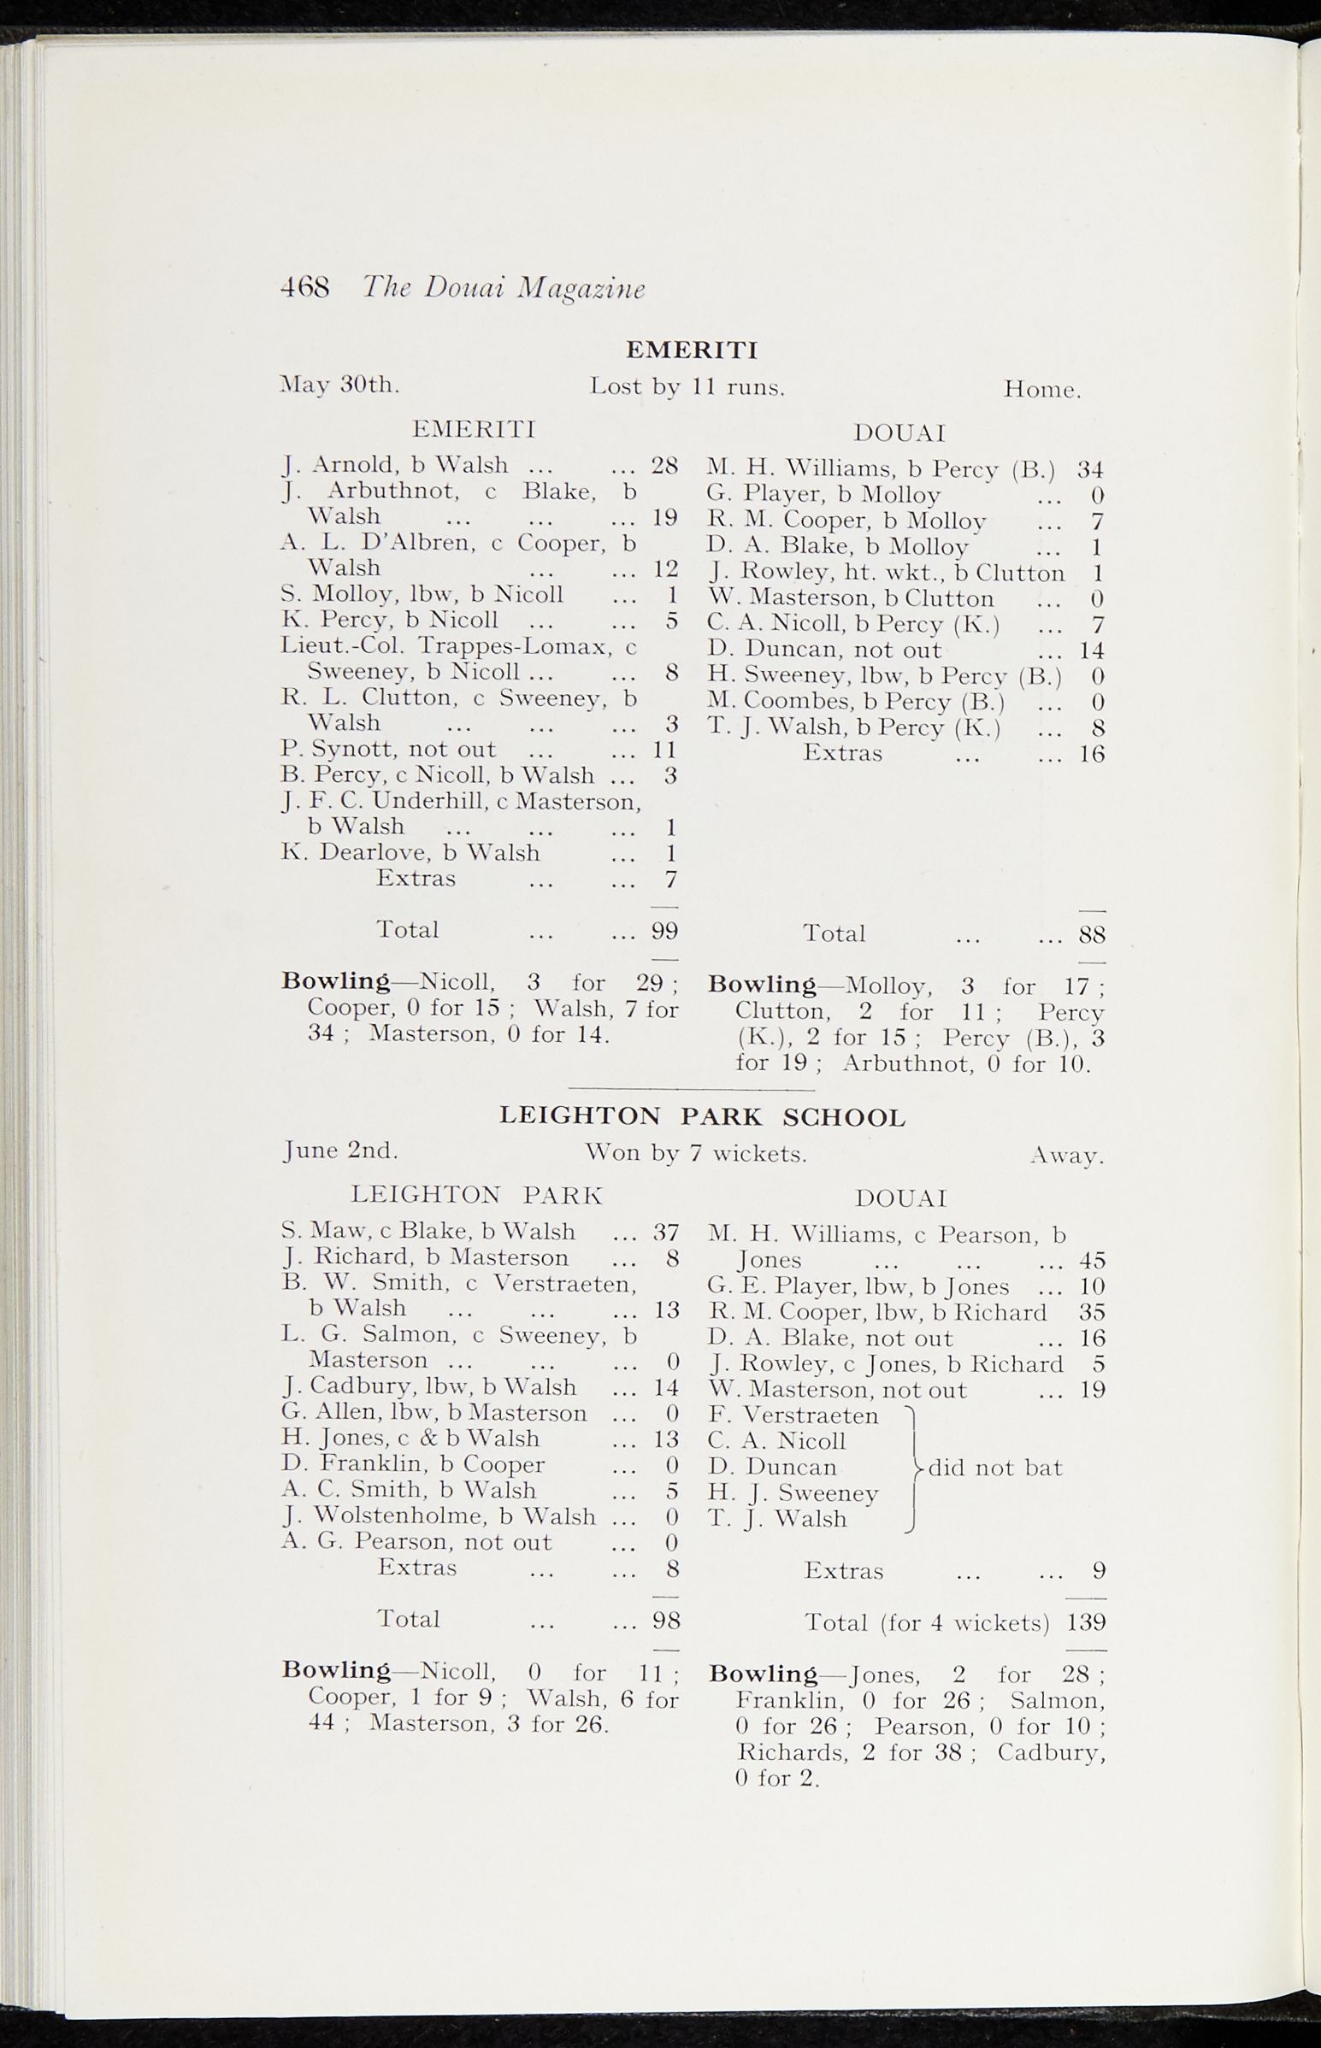 468 The Douai Magazine
EMERITI
May 30th. Lost by 11 runs. Home.
EMERITI
J. Arnold, b Walsh ... ... 28
J. Arbuthnot, c Blake, b
Walsh ... ... ... 19
A. L. D'Albren, c Cooper, b
Walsh ... ... 12
S. Molloy, lbw, b Nicoll ... 1
K. Percy, b Nicoll ... ... 5
Lieut.-Col. Trappes-Lomax, c
Sweeney, b Nicoll ... ... 8
R. L. Clutton, c Sweeney, b
Walsh ... ... ... 3
P. Synott, not out ... ... 11
B. Percy, c Nicoll, b Walsh ... 3
J. F. C. Underhill, c Masterson,
b Walsh ... ... ... 1
K. Dearlove, b Walsh ... 1
Extras ... ... 7
Total ... ... 99
Bowling—Nicoll, 3 for 29 ;
Cooper, 0 for 15 ; Walsh, 7 for
34 ; Masterson, 0 for 14.
DOUAI
M. H. Williams, b Percy (B.) 34
G. Player, b Molloy ... 0
R. M. Cooper, b Molloy ... 7
D. A. Blake, b Molloy ... 1
J. Rowley, ht. wkt., b Clutton 1
W. Masterson, b Clutton ... 0
C. A. Nicoll, b Percy (K.) ... 7
D. Duncan, not out ... 14
H. Sweeney, lbw, b Percy (B.) 0
M. Coombes, b Percy (B.) ... 0
T. J. Walsh, b Percy (K.) ... 8
Extras ... ... 16
Total ... ... 88
Bowling—Molloy, 3 for 17 ;
Clutton, 2 for 11 ; Percy
(K.), 2 for 15 ; Percy (B.), 3
for 19 ; Arbuthnot, 0 for 10.
LEIGHTON PARK SCHOOL
June 2nd. Won by 7 wickets. Away.
LEIGHTON PARK
S. Maw, c Blake, b Walsh ... 37
J. Richard, b Masterson ... 8
B. W. Smith, c Verstraeten,
b Walsh ... ... ... 13
L. G. Salmon, c Sweeney, b
Masterson ... ... ... 0
J. Cadbury, lbw, b Walsh ... 14
G. Allen, lbw, b Masterson ... 0
H. Jones, c & b Walsh ... 13
D. Franklin, b Cooper ... 0
A. C. Smith, b Walsh ... 5
J. Wolstenholme, b Walsh ... 0
A. G. Pearson, not out ... 0
Extras ... ... 8
Total ... ... 98
Bowling—Nicoll, 0 for 11 ;
Cooper, 1 for 9 ; Walsh, 6 for
44 ; Masterson, 3 for 26.
DOUAI
M. H. Williams, c Pearson, b
Jones ... ... ... 45
G. E. Player, lbw, b Jones ... 10
R. M. Cooper, lbw, b Richard 35
D. A. Blake, not out ... 16
J. Rowley, c Jones, b Richard 5
W. Masterson, not out ... 19
F. Verstraeten
C. A. Nicoll
D. Duncan did not bat
H. J. Sweeney
T. J. Walsh
Extras ... ... 9
Total (for 4 wickets) 139
Bowling—Jones, 2 for 28 ;
Franklin, 0 for 26 ; Salmon,
0 for 26 ; Pearson, 0 for 10 ;
Richards, 2 for 38 ; Cadbury,
0 for 2.